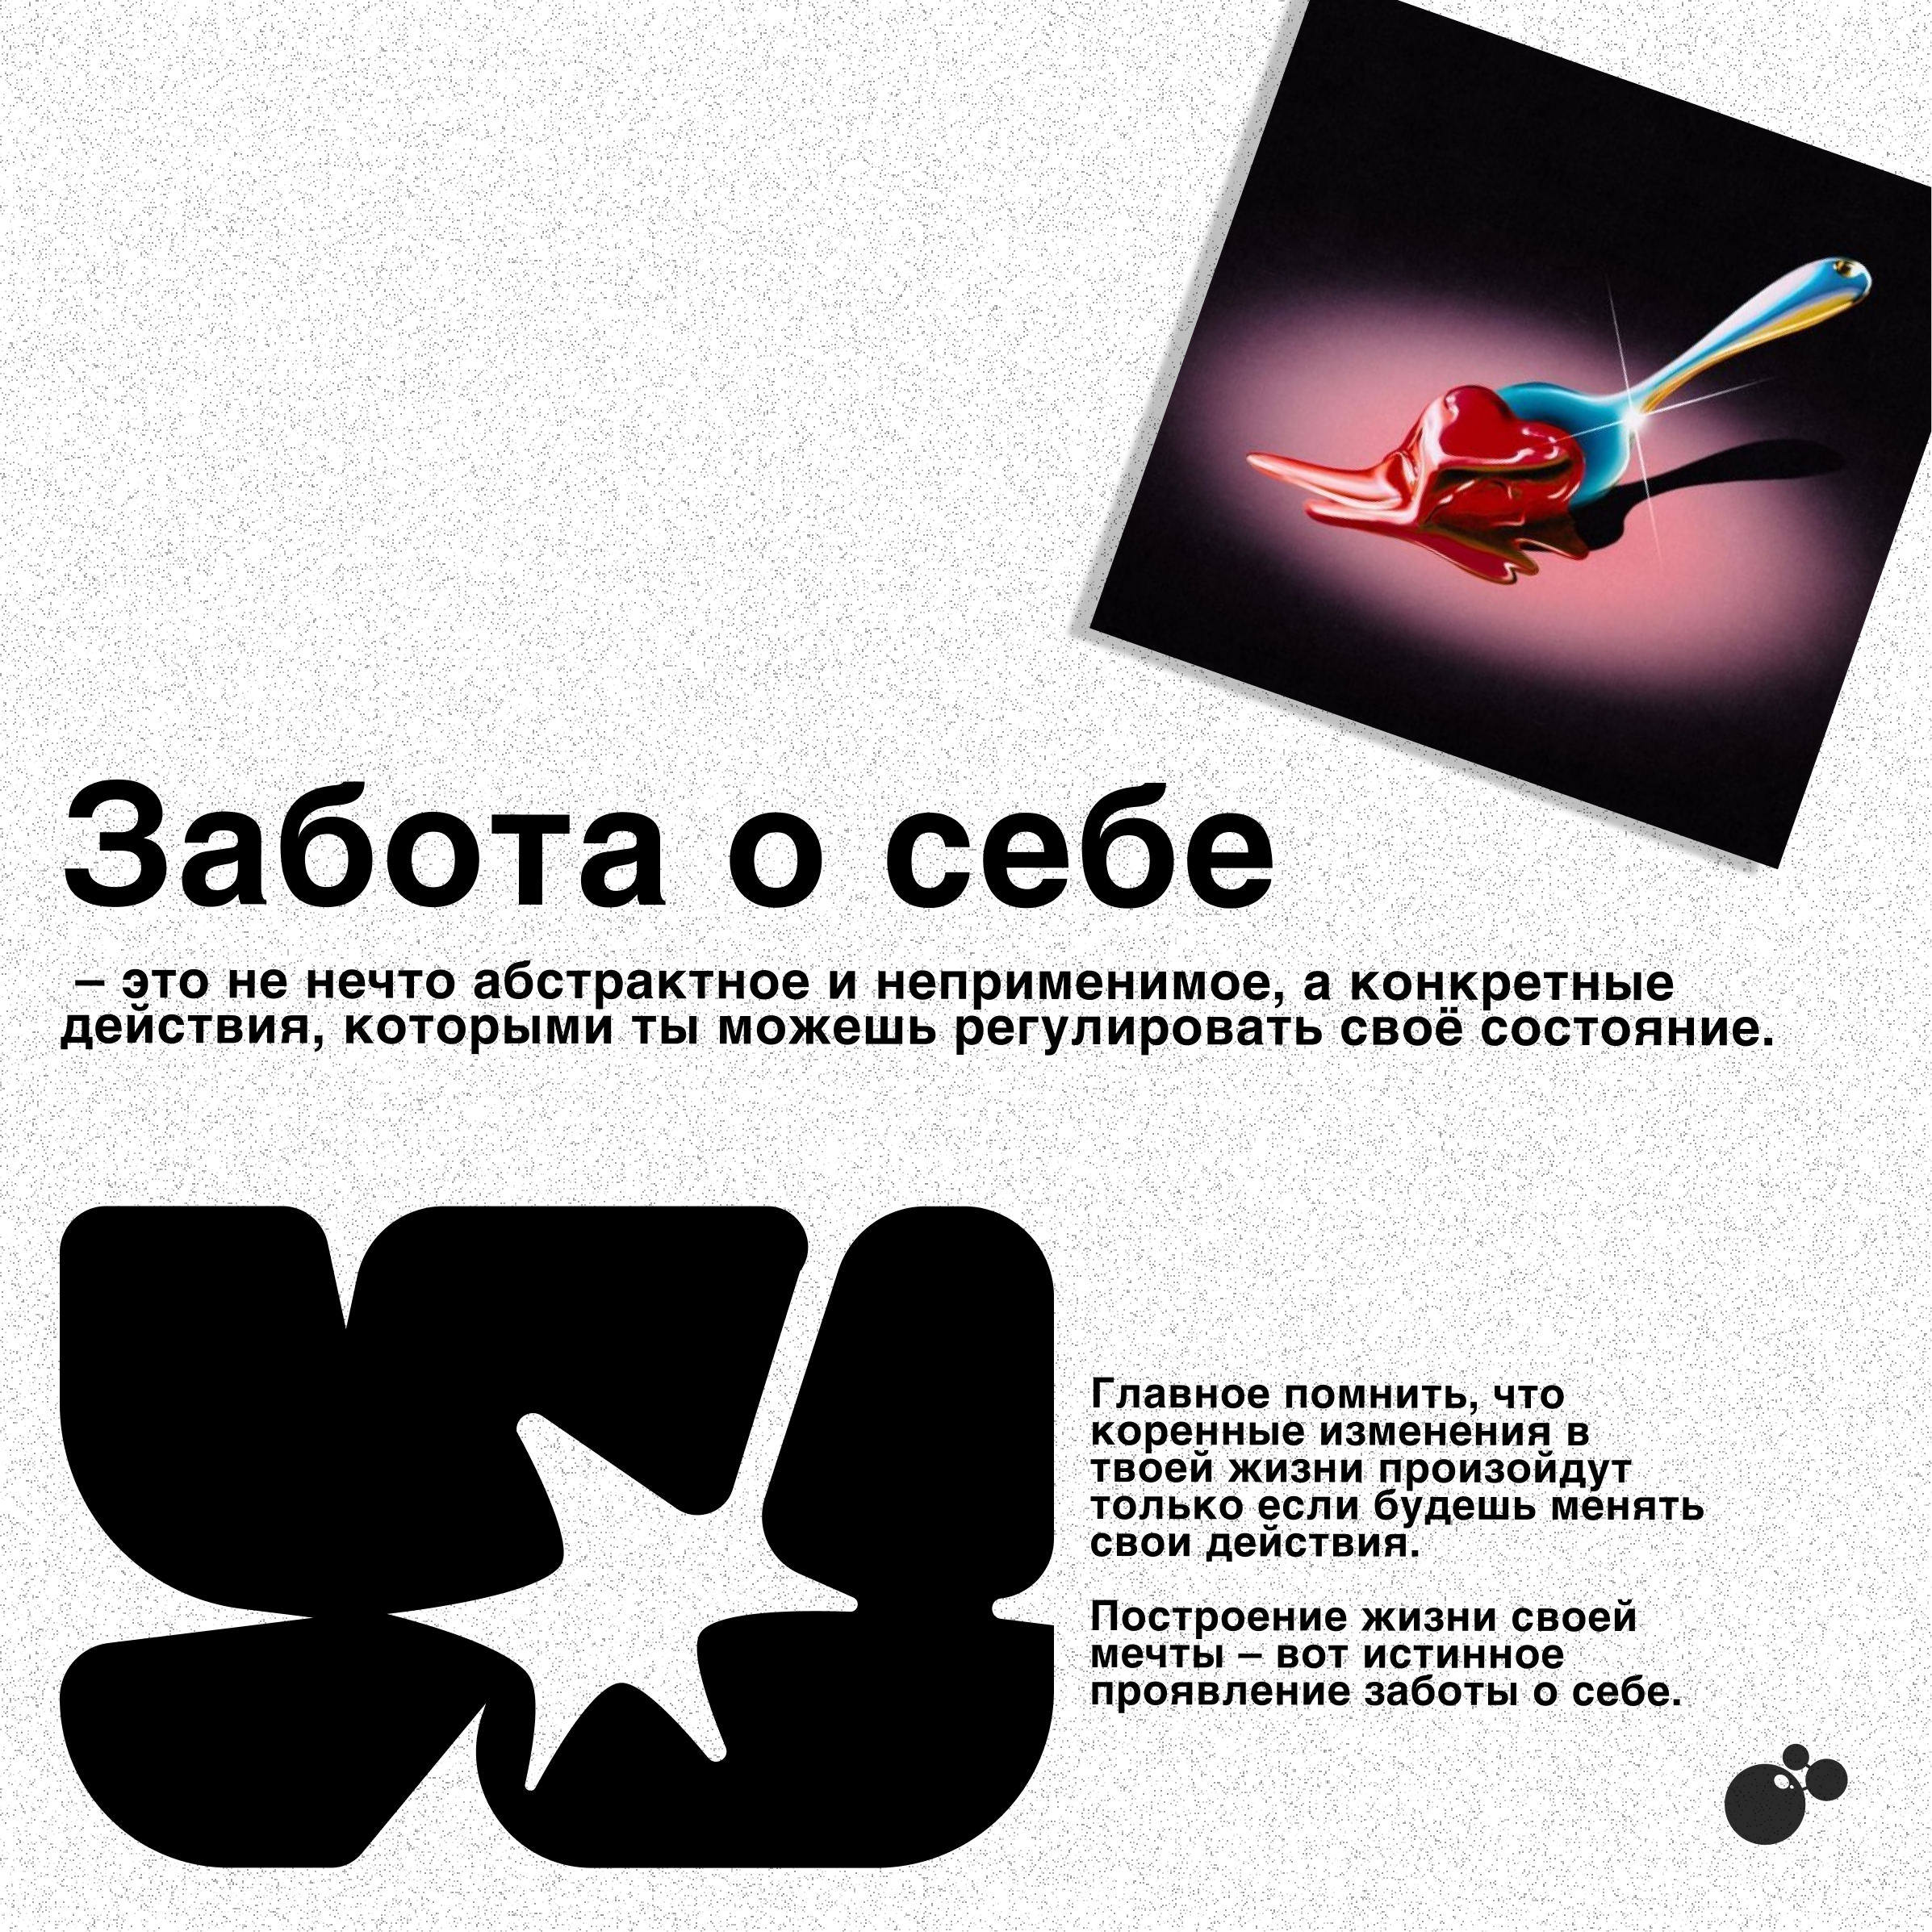 Забота о себе
– это не нечто абстрактное и неприменимое, а конкретные
действия, которыми ты можешь регулировать своё состояние.
Главное помнить, что
коренные изменения в
твоей жизни произойдут
только если будешь менять
свои действия.
Построение жизни своей
мечты – вот истинное
проявление заботы о себе.